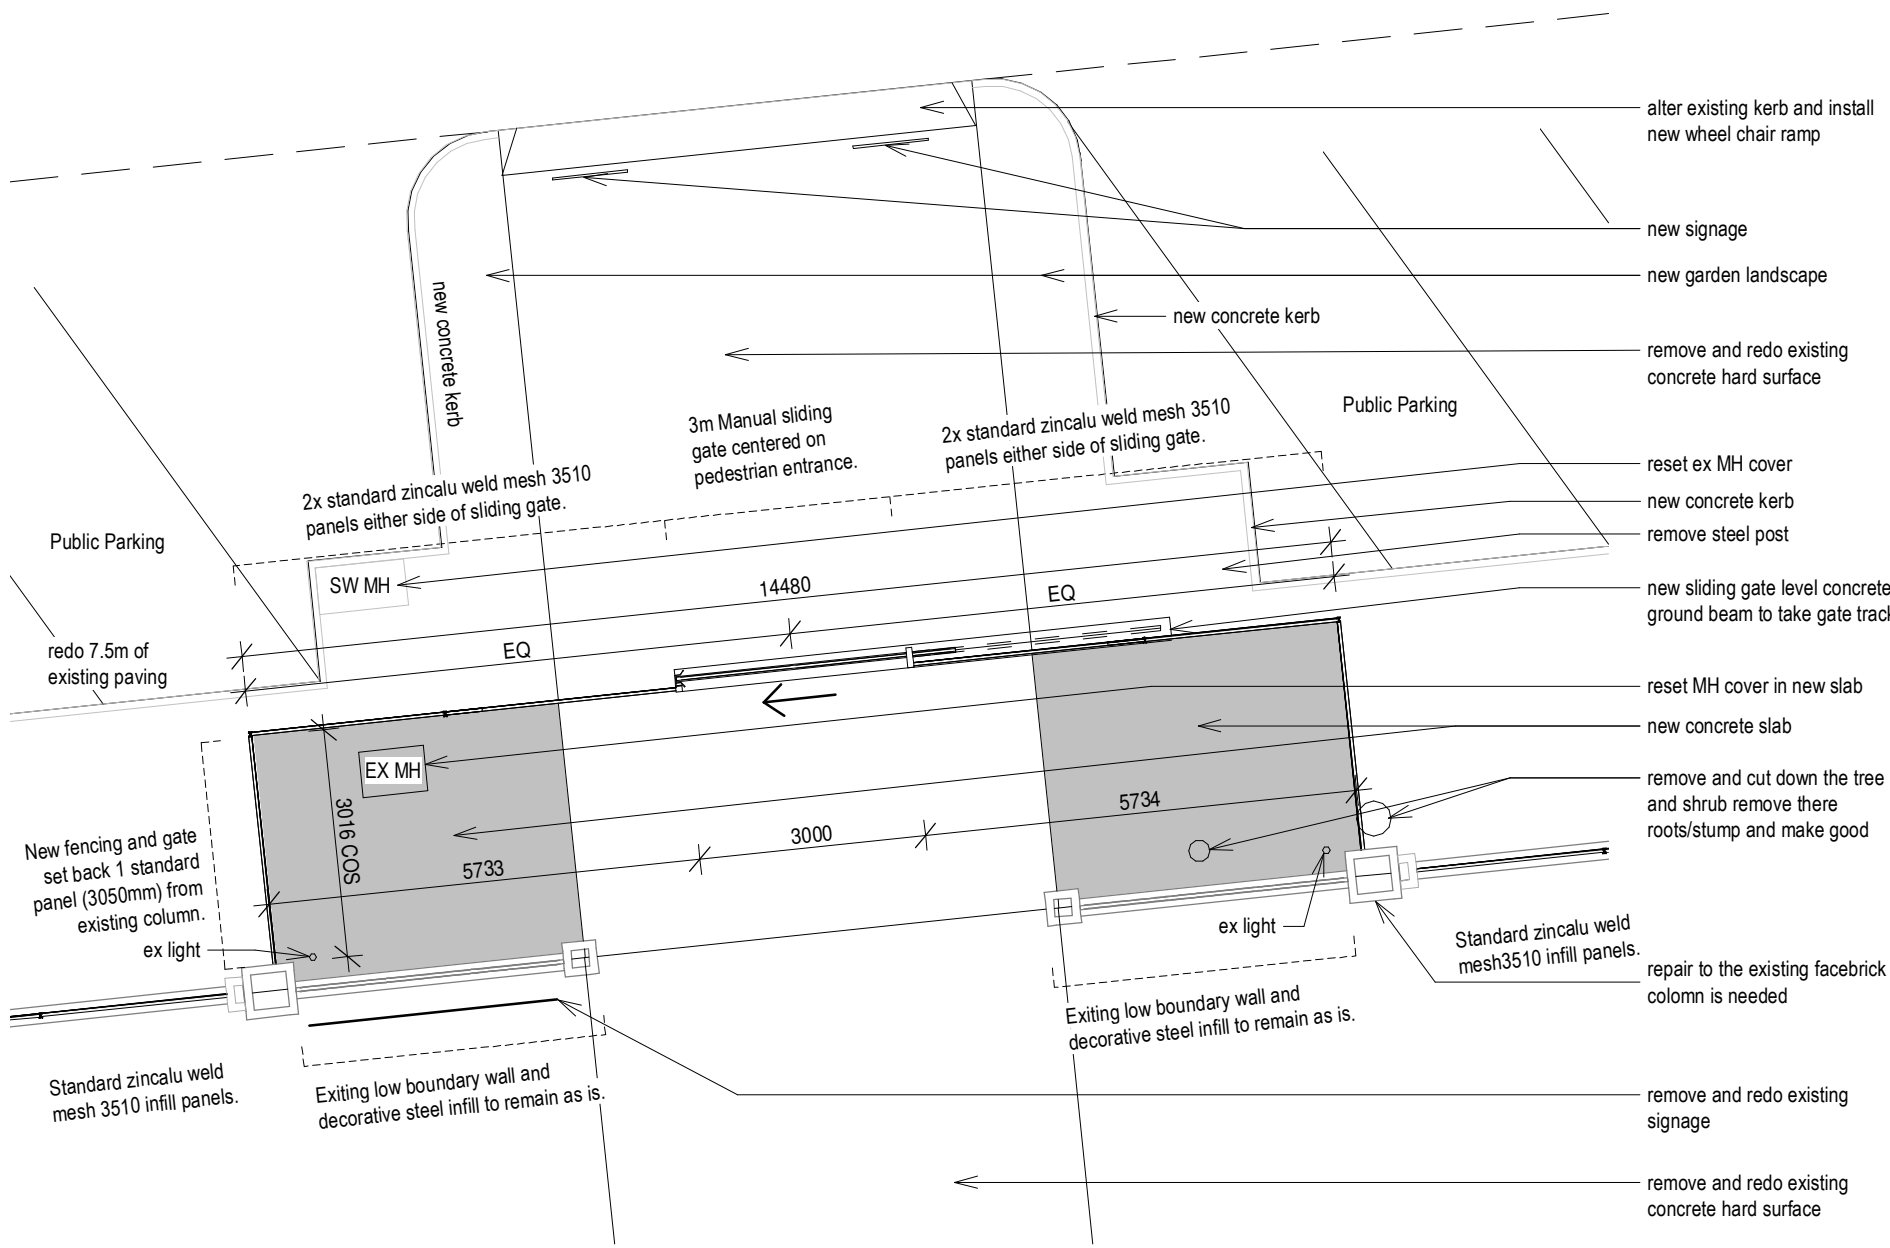 alter existing kerb and install
new wheel chair ramp
new signage
new garden landscape
new concrete kerb
new concrete kerb
remove and redo existing
concrete hard surface
Public Parking
3m Manual sliding
gate centered on
pedestrian entrance.
2x standard zincalu weld mesh 3510
panels either side of sliding gate.
2x standard zincalu weld mesh 3510
panels either side of sliding gate.
reset ex MH cover
new concrete kerb
remove steel post
Public Parking
SW MH
14480
EQ
EQ
new sliding gate level concrete
ground beam to take gate track
redo 7.5m of
existing paving
reset MH cover in new slab
new concrete slab
EX MH
3016 COS
5733
3000
5734
remove and cut down the tree
and shrub remove there
roots/stump and make good
New fencing and gate
set back 1 standard
panel (3050mm) from
existing column.
ex light
ex light
Standard zincalu weld
mesh3510 infill panels.
repair to the existing facebrick
colomn is needed
Exiting low boundary wall and
decorative steel infill to remain as is.
Standard zincalu weld
mesh 3510 infill panels.
Exiting low boundary wall and
decorative steel infill to remain as is.
remove and redo existing
signage
remove and redo existing
concrete hard surface